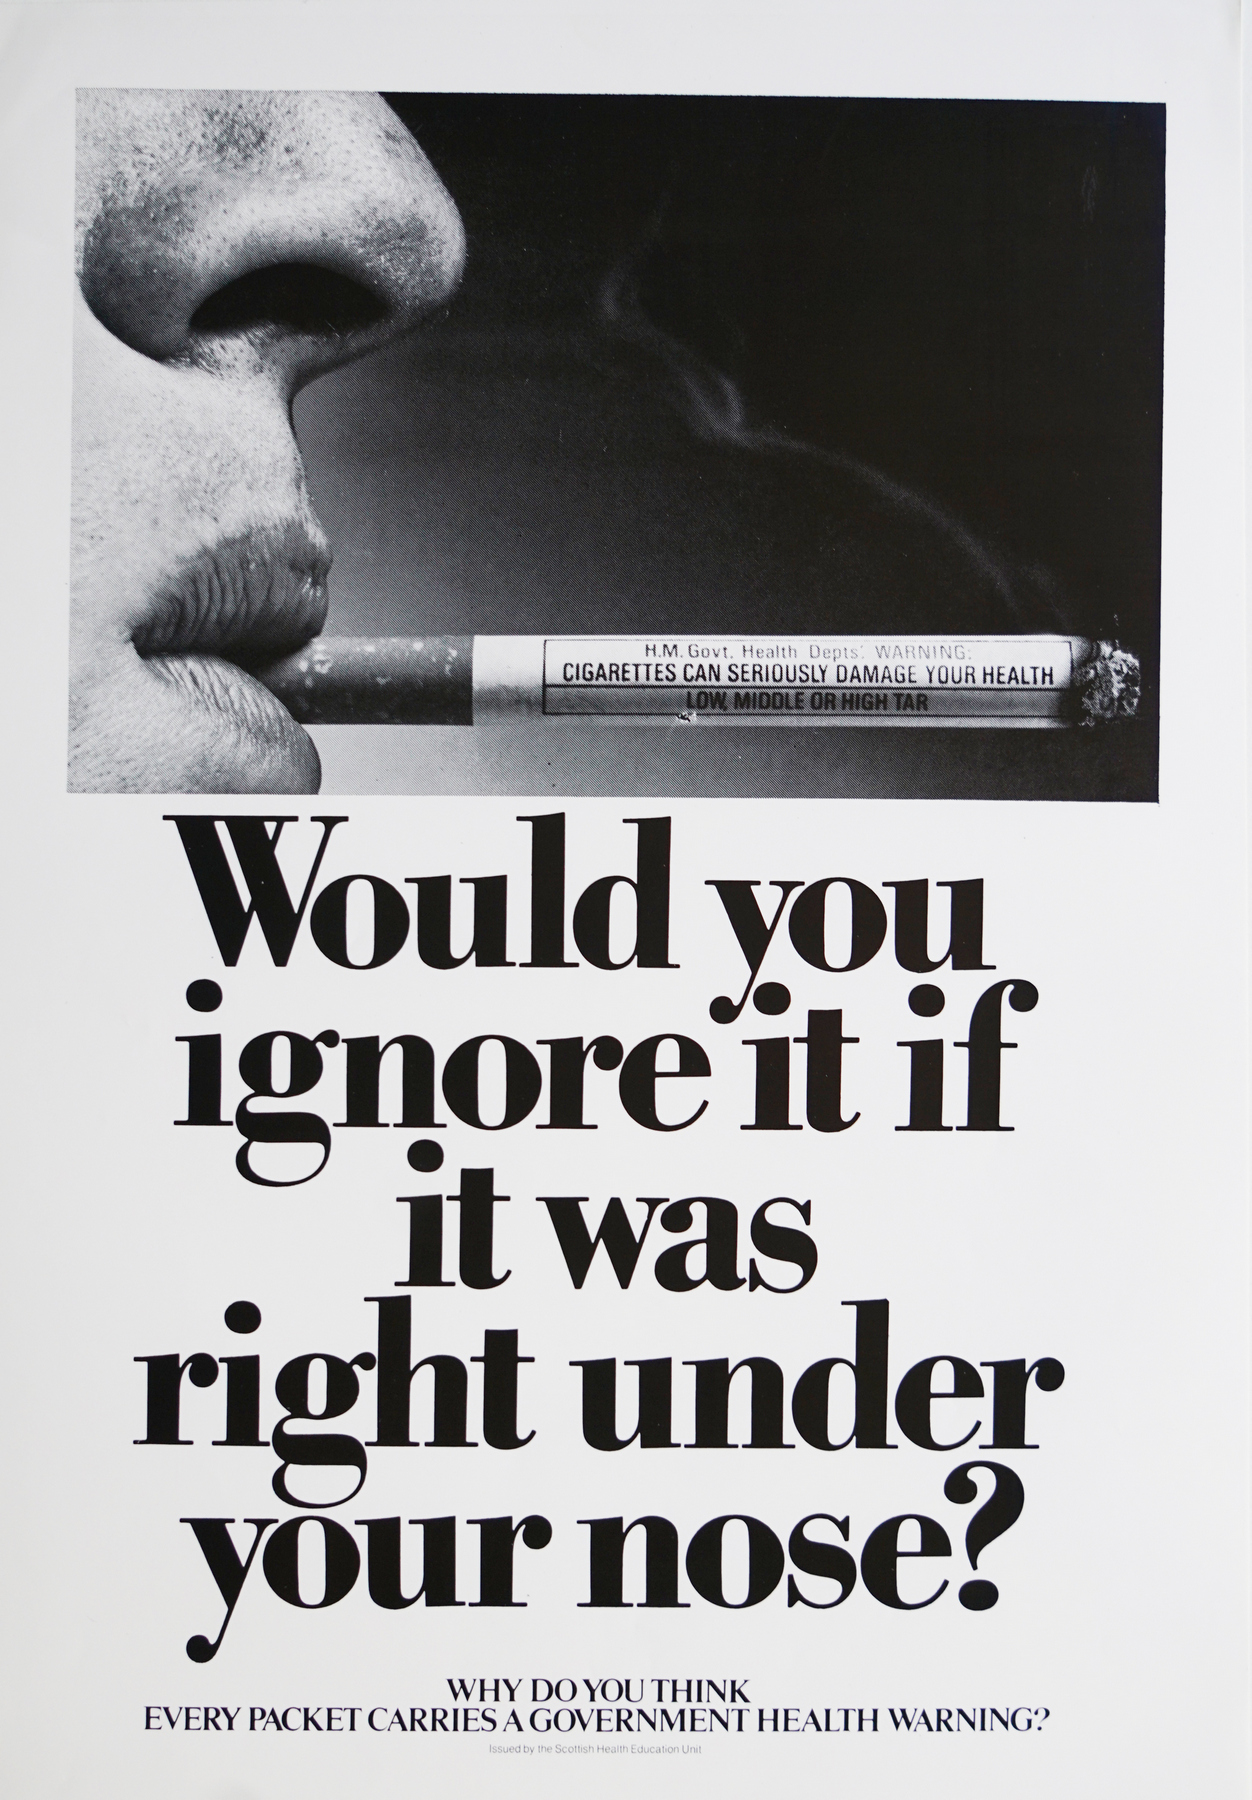 H.M. Govt. Health Depts'. WARNING:
CIGARETTES CAN SERIOUSLY DAMAGE YOUR HEALTH
LOW, MIDDLE OR HIGH TAR
Would you
ignore it if
it was
right under
your nose?
WHY DO YOU THINK
EVERY PACKET CARRIES A GOVERNMENT HEALTH WARNING?
Issued by the Scottish Health Education Unit